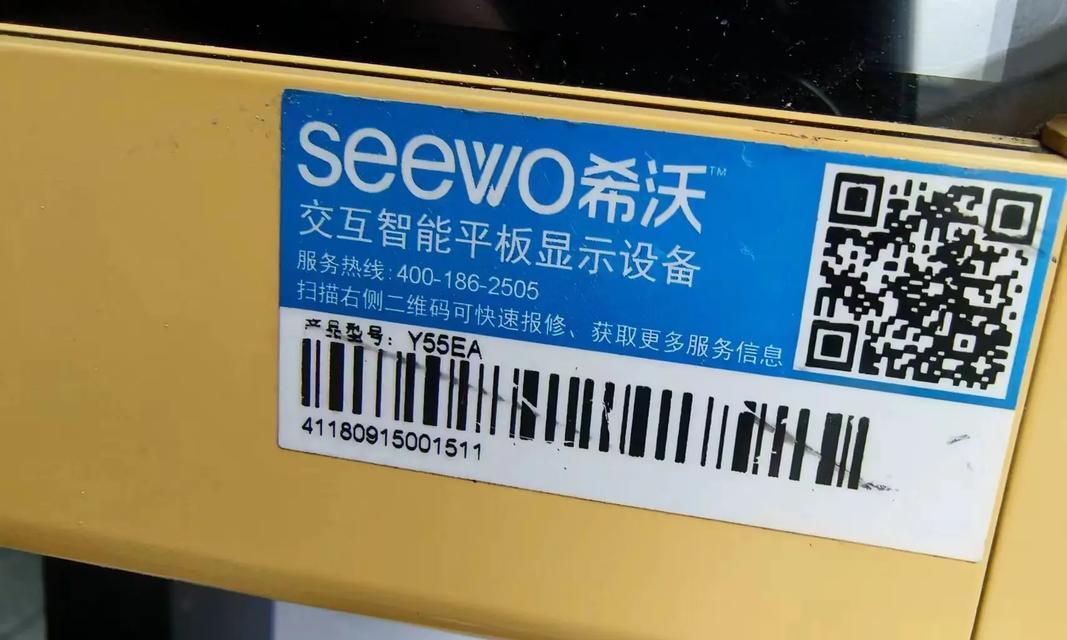 seewo希沃™
交互智能平板显示设备
服务热线:400-186-2505
扫描右侧二维码可快速报修、获取更多服务信息
产品型号: Y55EA
41180915001511